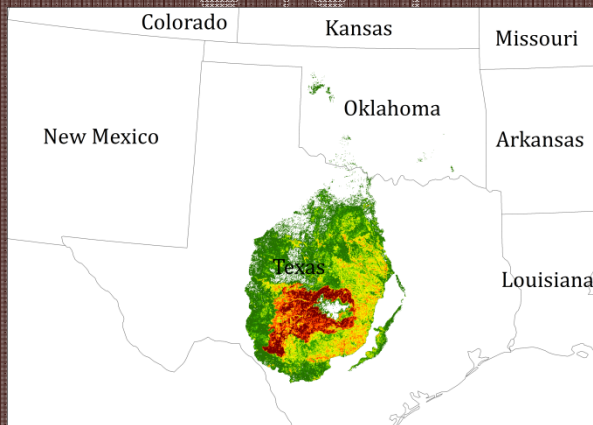 Colorado
Kansas
Missouri
Oklahoma
New Mexico
Arkansas
Texas
Louisiana